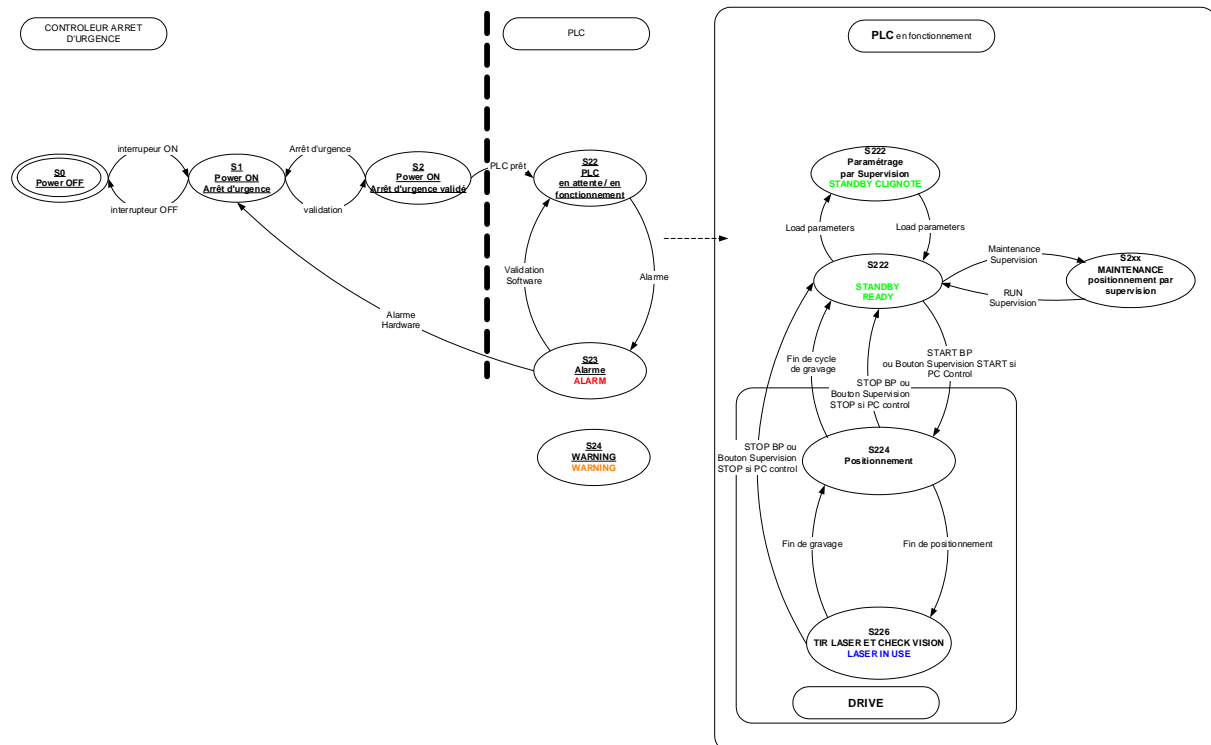 CONTROLEUR ARRET
D'URGENCE
PLC
PLC en fonctionnement
interrupeur ON
S0
Power OFF
interrupteur OFF
S1
Power ON
Arrêt d'urgence
Arrêt d'urgence
validation
S2
Power ON
Arrêt d'urgence validé
PLC prêt
S22
PLC
en attente / en
fonctionnement
Validation
Software
Alarme
Alarme
Hardware
S23
Alarme
ALARM
S24
WARNING
WARNING
S222
Paramétrage
par Supervision
STANDBY CLIGNOTE
Load parameters
Load parameters
S222
STANDBY
READY
Maintenance
Supervision
RUN
Supervision
S2xx
MAINTENANCE
positionnement par
supervision
Fin de cycle
de gravage
STOP BP ou
Bouton Supervision
STOP si PC control
START BP
ou Bouton Supervision START si
PC Control
STOP BP ou
Bouton Supervision
STOP si PC control
S224
Positionnement
Fin de gravage
Fin de positionnement
S226
TIR LASER ET CHECK VISION
LASER IN USE
DRIVE